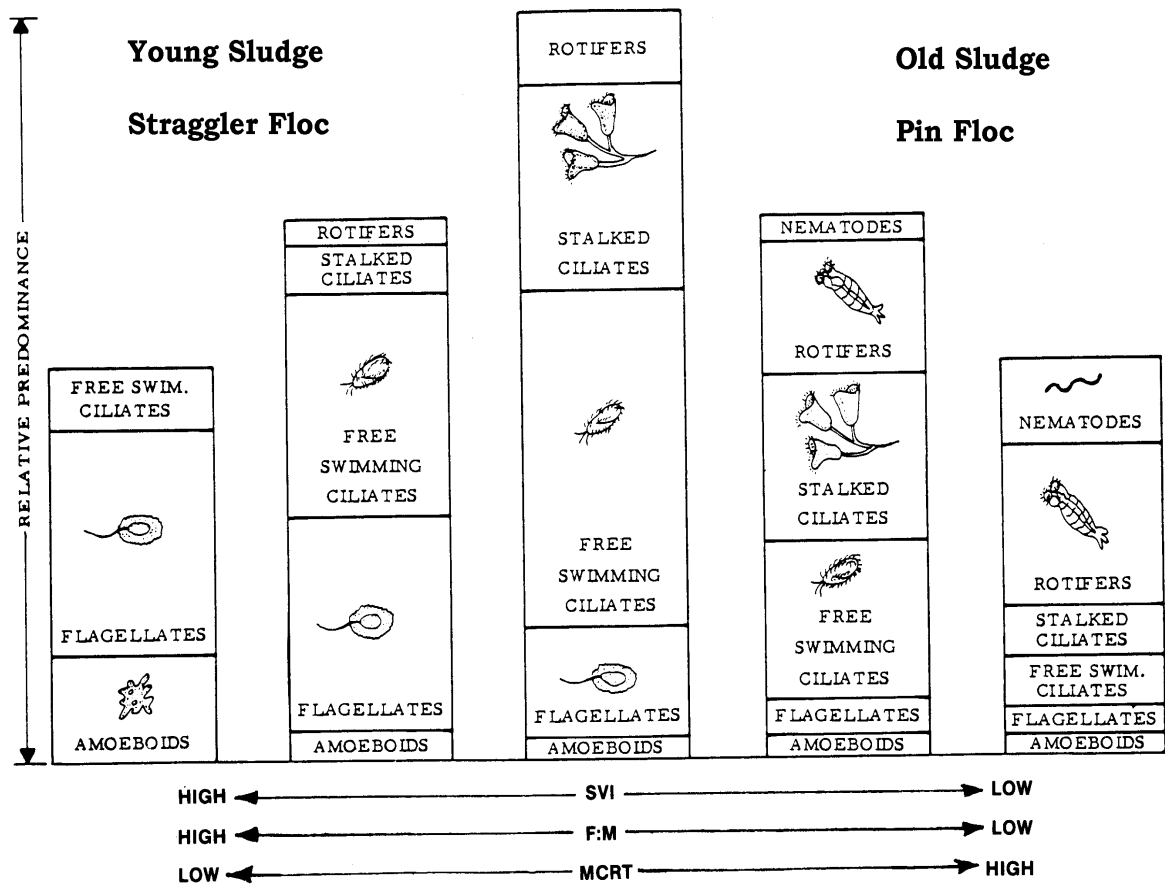 Young Sludge
Straggler Floc
Old Sludge
Pin Floc
RELATIVE PREDOMINANCE
FREE SWIM.
CILIATES
FLAGELLATES
AMOEBOIDS
ROTIFERS
STALKED
CILIATES
FREE
SWIMMING
CILIATES
FLAGELLATES
AMOEBOIDS
ROTIFERS
STALKED
CILIATES
FREE
SWIMMING
CILIATES
FLAGELLATES
AMOEBOIDS
NEMATODES
ROTIFERS
STALKED
CILIATES
FREE
SWIMMING
CILIATES
FLAGELLATES
AMOEBOIDS
NEMATODES
ROTIFERS
STALKED
CILIATES
FREE SWIM.
CILIATES
FLAGELLATES
AMOEBOIDS
HIGH SVI LOW
HIGH F:M LOW
LOW MCRT HIGH